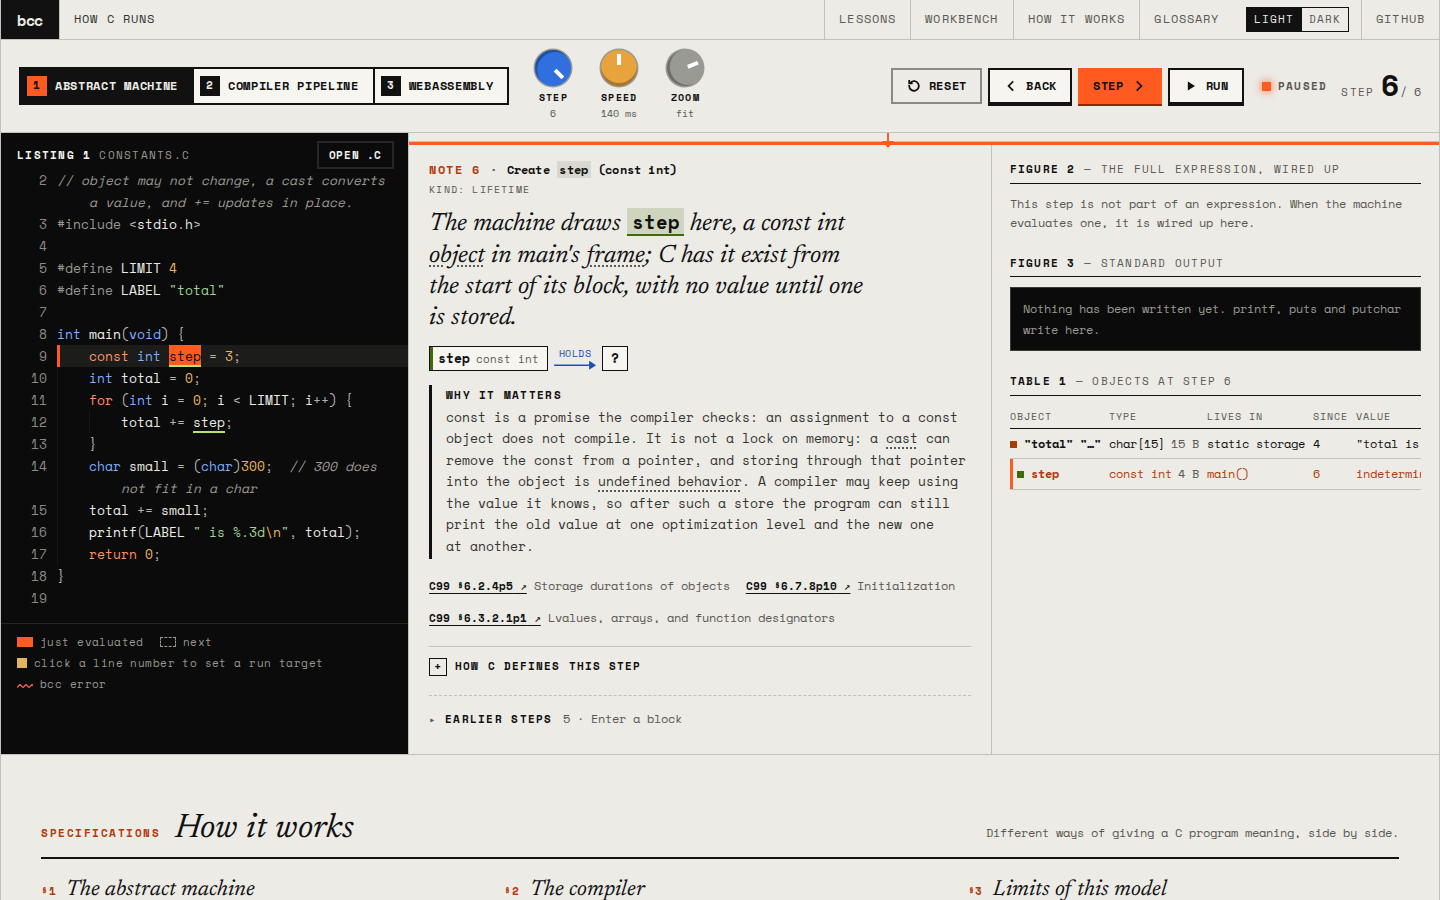 bcc HOW C RUNS LESSONS WORKBENCH HOW IT WORKS GLOSSARY LIGHT DARK GITHUB
1 ABSTRACT MACHINE 2 COMPILER PIPELINE 3 WEBASSEMBLY
STEP SPEED ZOOM
6 140 ms fit
RESET BACK STEP RUN PAUSED STEP 6 / 6
LISTING 1 CONSTANTS.C OPEN .C
2 // object may not change, a cast converts
a value, and += updates in place.
3 #include <stdio.h>
4
5 #define LIMIT 4
6 #define LABEL "total"
7
8 int main(void) {
9 const int step = 3;
10 int total = 0;
11 for (int i = 0; i < LIMIT; i++) {
12 total += step;
13 }
14 char small = (char)300; // 300 does
not fit in a char
15 total += small;
16 printf(LABEL " is %.3d\n", total);
17 return 0;
18 }
19
just evaluated next
click a line number to set a run target
bcc error
NOTE 6 · Create step (const int)
KIND: LIFETIME
The machine draws step here, a const int
object in main's frame; C has it exist from
the start of its block, with no value until one
is stored.
step const int HOLDS ?
WHY IT MATTERS
const is a promise the compiler checks: an assignment to a const
object does not compile. It is not a lock on memory: a cast can
remove the const from a pointer, and storing through that pointer
into the object is undefined behavior. A compiler may keep using
the value it knows, so after such a store the program can still
print the old value at one optimization level and the new one
at another.
C99 §6.2.4p5 ↗ Storage durations of objects C99 §6.7.8p10 ↗ Initialization
C99 §6.3.2.1p1 ↗ Lvalues, arrays, and function designators
+ HOW C DEFINES THIS STEP
▸ EARLIER STEPS 5 · Enter a block
FIGURE 2 — THE FULL EXPRESSION, WIRED UP
This step is not part of an expression. When the machine
evaluates one, it is wired up here.
FIGURE 3 — STANDARD OUTPUT
Nothing has been written yet. printf, puts and putchar
write here.
TABLE 1 — OBJECTS AT STEP 6
OBJECT TYPE LIVES IN SINCE VALUE
"total" "…" char[15] 15 B static storage 4 "total is
step const int 4 B main() 6 indetermi
SPECIFICATIONS How it works Different ways of giving a C program meaning, side by side.
§1 The abstract machine §2 The compiler §3 Limits of this model